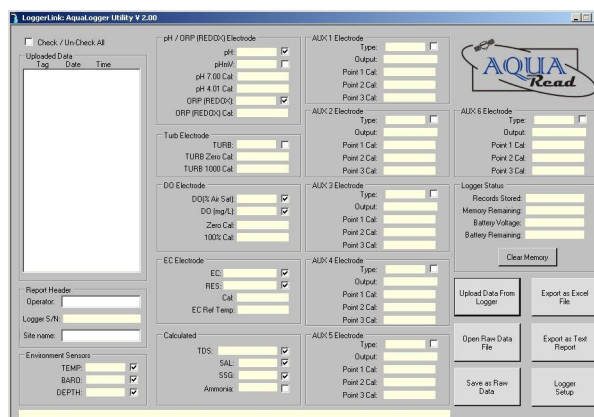 LoggerLink: AquaLogger Utility V 2.00
Check / Un-Check All
Uploaded Data
Tag Date Time
Report Header
Operator:
Logger S/N:
Site name:
Environment Sensors
TEMP:
BARO:
DEPTH:
pH / ORP (REDOX) Electrode
pH:
pHmV:
pH 7.00 Cal:
pH 4.01 Cal:
ORP (REDOX):
ORP (REDOX) Cal:
Turb Electrode
TURB:
TURB Zero Cal:
TURB 1000 Cal:
DO Electrode
DO(% Air Sat):
DO (mg/L):
Zero Cal:
100% Cal:
EC Electrode
EC:
RES:
Cal:
EC Ref Temp:
Calculated
TDS:
SAL:
SSG:
Ammonia:
AUX 1 Electrode
Type:
Output:
Point 1 Cal:
Point 2 Cal:
Point 3 Cal:
AUX 2 Electrode
Type:
Output:
Point 1 Cal:
Point 2 Cal:
Point 3 Cal:
AUX 3 Electrode
Type:
Output:
Point 1 Cal:
Point 2 Cal:
Point 3 Cal:
AUX 4 Electrode
Type:
Output:
Point 1 Cal:
Point 2 Cal:
Point 3 Cal:
AUX 5 Electrode
Type:
Output:
Point 1 Cal:
Point 2 Cal:
Point 3 Cal:
AQUA
Read
AUX 6 Electrode
Type:
Output:
Point 1 Cal:
Point 2 Cal:
Point 3 Cal:
Logger Status
Records Stored:
Memory Remaining:
Battery Voltage:
Battery Remaining:
Clear Memory
Upload Data From
Logger
Export as Excel
File
Open Raw Data
File
Export as Text
Report
Save as Raw
Data
Logger
Setup